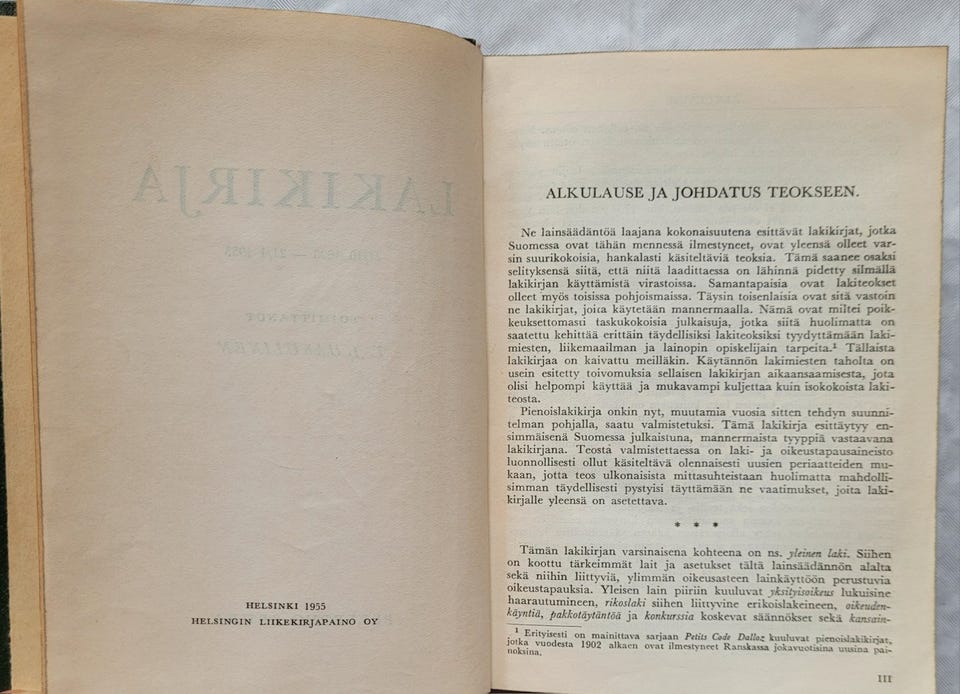 HELSINKI 1955
HELSINGIN LIIKEKIRJAPAINO OY
ALKULAUSE JA JOHDATUS TEOKSEEN.
Ne lainsäädäntöä laajana kokonaisuutena esittävät lakikirjat, jotka
Suomessa ovat tähän mennessä ilmestyneet, ovat yleensä olleet var-
sin suurikokoisia, hankalasti käsiteltäviä teoksia. Tämä saanee osaksi
selityksensä siitä, että niitä laadittaessa on lähinnä pidetty silmällä
lakikirjan käyttämistä virastoissa. Samantapaisia ovat lakiteokset
olleet myös toisissa pohjoismaissa. Täysin toisenlaisia ovat sitä vastoin
ne lakikirjat, joita käytetään mannermaalla. Nämä ovat miltei poik-
keuksettomasti taskukokoisia julkaisuja, jotka siitä huolimatta on
saatettu kehittää erittäin täydellisiksi lakiteoksiksi tyydyttämään laki-
miesten, liikemaailman ja lainopin opiskelijain tarpeita.¹ Tällaista
lakikirjaa on kaivattu meilläkin. Käytännön lakimiesten taholta on
usein esitetty toivomuksia sellaisen lakikirjan aikaansaamisesta, jota
olisi helpompi käyttää ja mukavampi kuljettaa kuin isokokoista laki-
teosta.
Pienoislakikirja onkin nyt, muutamia vuosia sitten tehdyn suunni-
telman pohjalla, saatu valmistetuksi. Tämä lakikirja esittäytyy en-
simmäisenä Suomessa julkaistuna, mannermaista tyyppiä vastaavana
lakikirjana. Teosta valmistettaessa on laki- ja oikeustapausaineisto
luonnollisesti ollut käsiteltävä olennaisesti uusien periaatteiden mu-
kaan, jotta teos ulkonaisista mittasuhteistaan huolimatta mahdolli-
simman täydellisesti pystyisi täyttämään ne vaatimukset, joita laki-
kirjalle yleensä on asetettava.
* * *
Tämän lakikirjan varsinaisena kohteena on ns. yleinen laki. Siihen
on koottu tärkeimmät lait ja asetukset tältä lainsäädännön alalta
sekä niihin liittyviä, ylimmän oikeusasteen lainkäyttöön perustuvia
oikeustapauksia. Yleisen lain piiriin kuuluvat yksityisoikeus lukuisine
haarautumineen, rikoslaki siihen liittyvine erikoislakeineen, oikeuden-
käyntiä, pakkotäytäntöä ja konkurssia koskevat säännökset sekä kansain-
¹ Erityisesti on mainittava sarjaan Petits Code Dalloz kuuluvat pienoislakikirjat,
jotka vuodesta 1902 alkaen ovat ilmestyneet Ranskassa jokavuotisina uusina pai-
noksina.
III